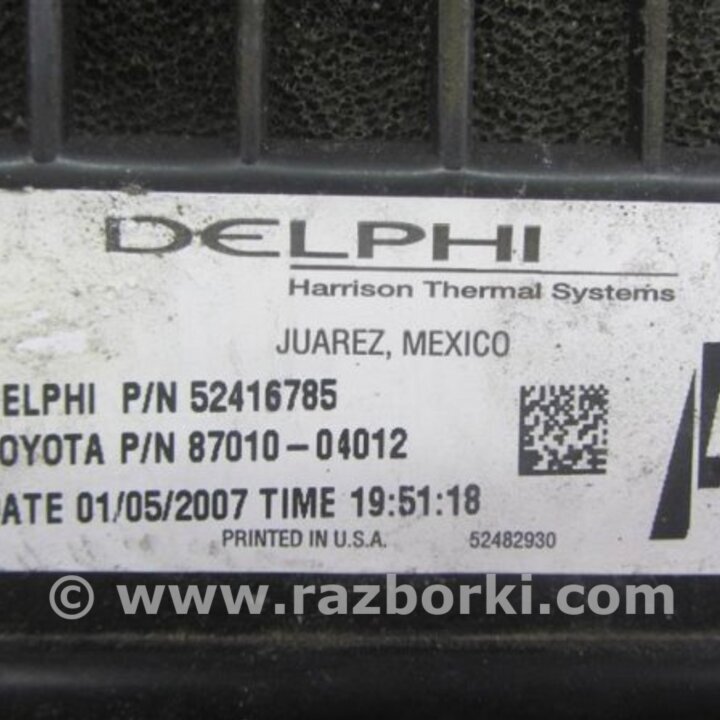 DELPHI
Harrison Thermal Systems
JUAREZ, MEXICO
ELPHI P/N 52416785
OYOTA P/N 87010-04012
ATE 01/05/2007 TIME 19:51:18
PRINTED IN U.S.A. 52482930
© www.razborki.com